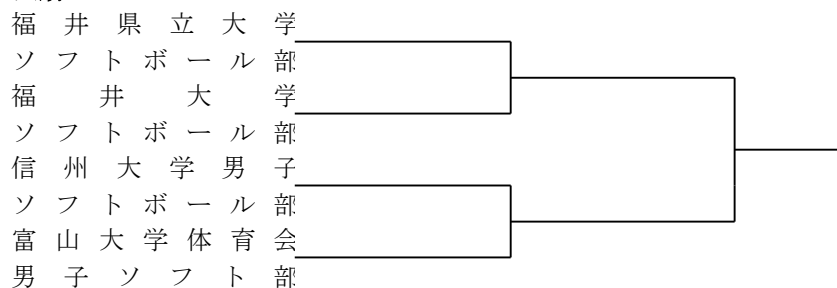 福井県立大学
ソフトボール部
福井大学
ソフトボール部
信州大学男子
ソフトボール部
富山大学体育会
男子ソフト部